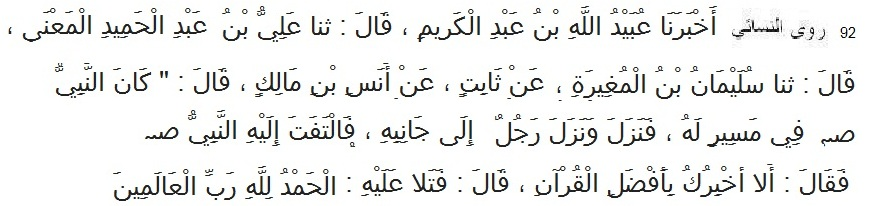 92 روى النسائي أَخْبَرَنَا عُبَيْدُ اللَّهِ بْنُ عَبْدِ الْكَرِيمِ ، قَالَ : ثنا عَلِيُّ بْنُ عَبْدِ الْحَمِيدِ الْمَعْنَى ،
قَالَ : ثنا سُلَيْمَانُ بْنُ الْمُغِيرَةِ ، عَنْ ثَابِتٍ ، عَنْ أَنَسِ بْنِ مَالِكٍ ، قَالَ : " كَانَ النَّبِيُّ
صـ فِي مَسِيرٍ لَهُ ، فَنَزَلَ وَنَزَلَ رَجُلٌ إِلَى جَانِبِهِ ، فَالْتَفَتَ إِلَيْهِ النَّبِيُّ صـ
فَقَالَ : أَلا أُخْبِرُكُ بِأَفْضَلِ الْقُرْآنِ ، قَالَ : فَتَلا عَلَيْهِ : الْحَمْدُ لِلَّهِ رَبِّ الْعَالَمِينَ